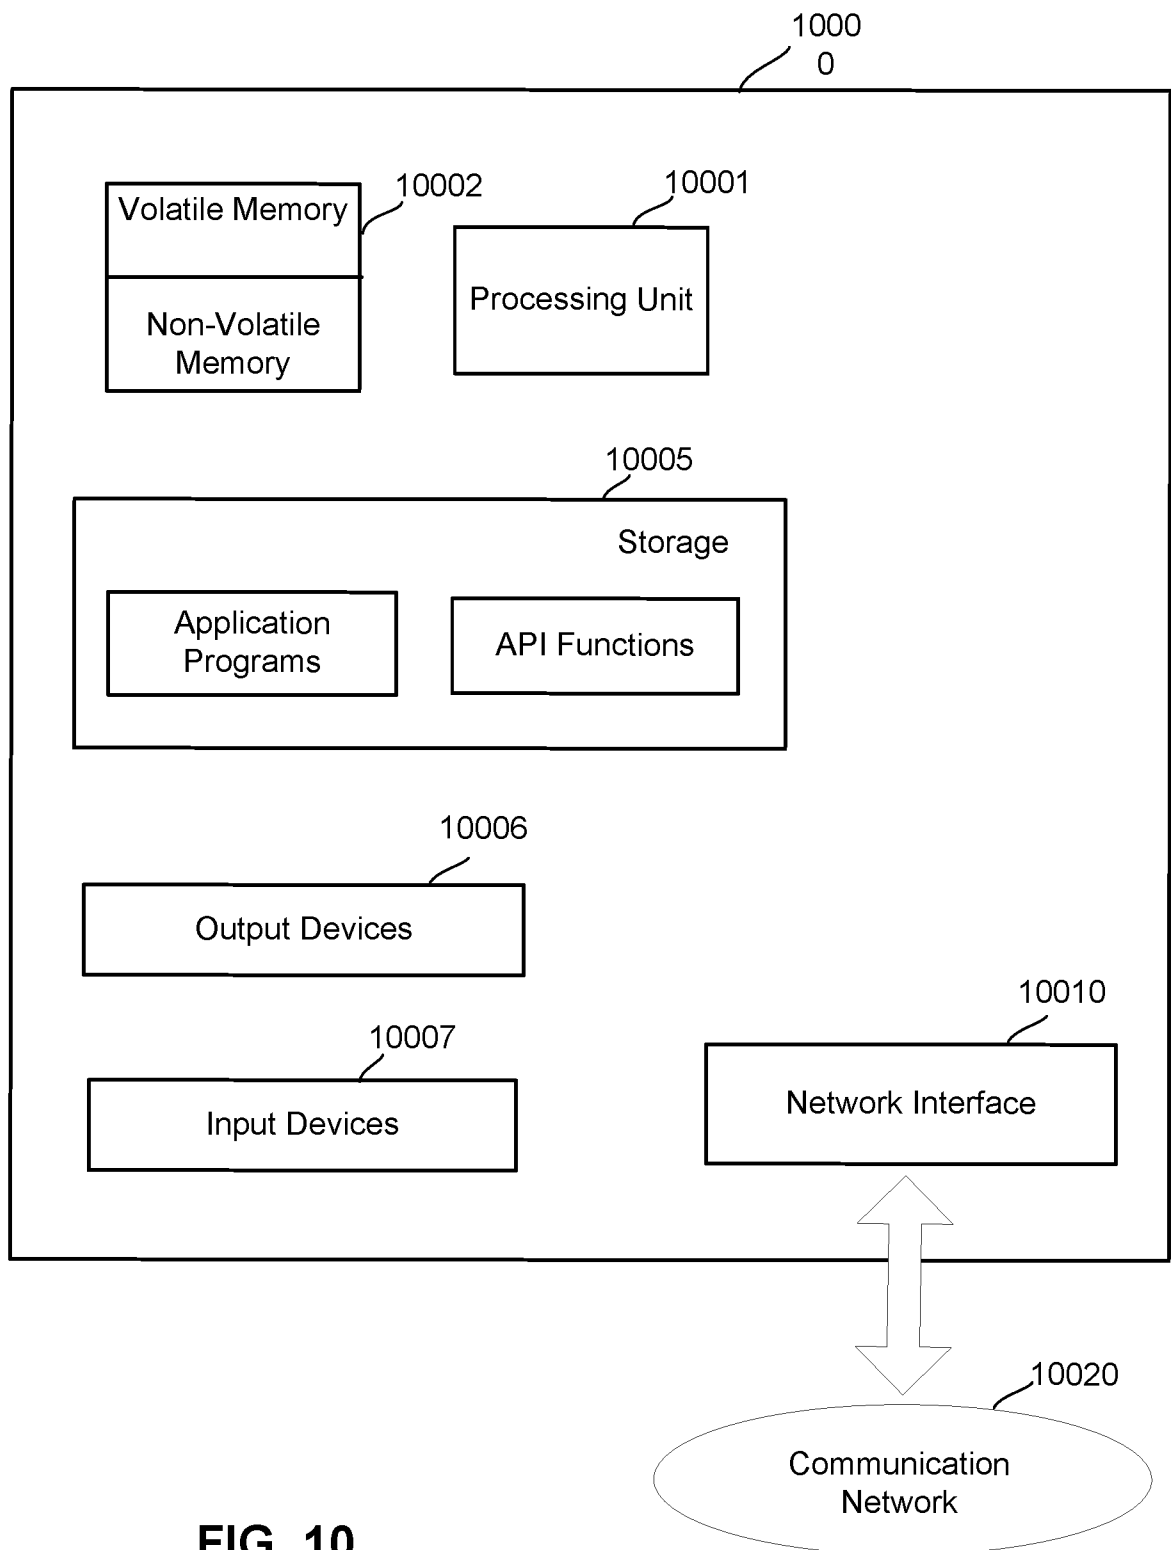 1000
0
10002
10001
Volatile Memory
Processing Unit
Non-Volatile
Memory
10005
Storage
Application
Programs
API Functions
10006
Output Devices
10010
10007
Network Interface
Input Devices
10020
Communication
Network
FIG. 10